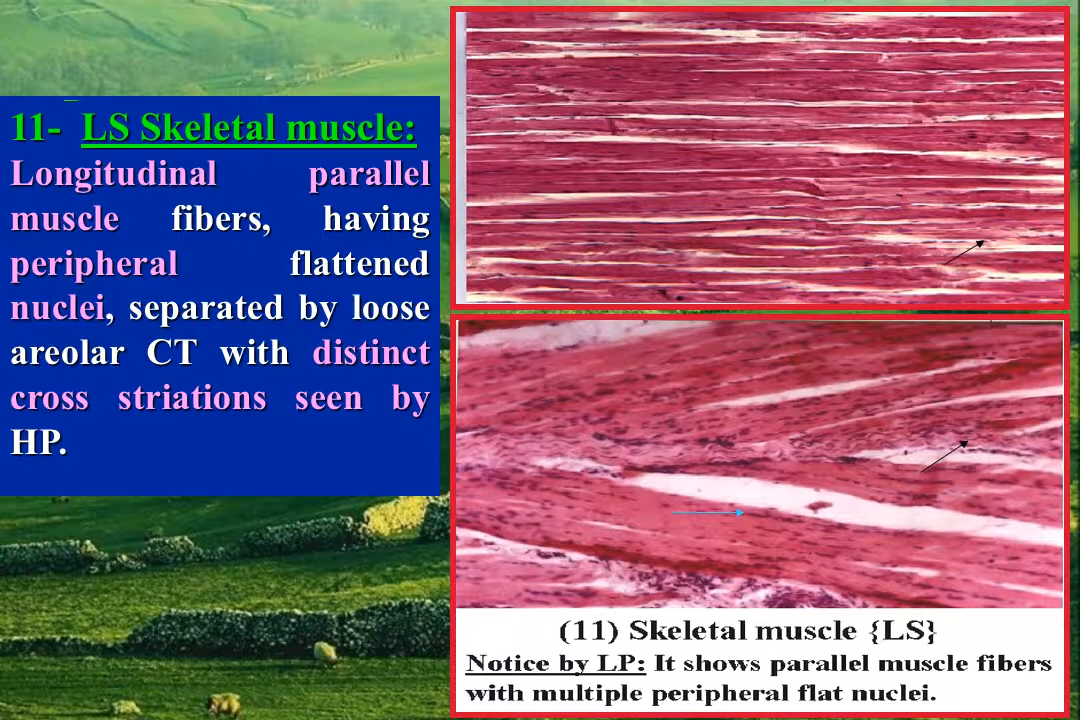 11- LS Skeletal muscle:
Longitudinal parallel
muscle fibers, having
peripheral flattened
nuclei, separated by loose
areolar CT with distinct
cross striations seen by
HP.
(11) Skeletal muscle {LS}
Notice by LP: It shows parallel muscle fibers
with multiple peripheral flat nuclei.